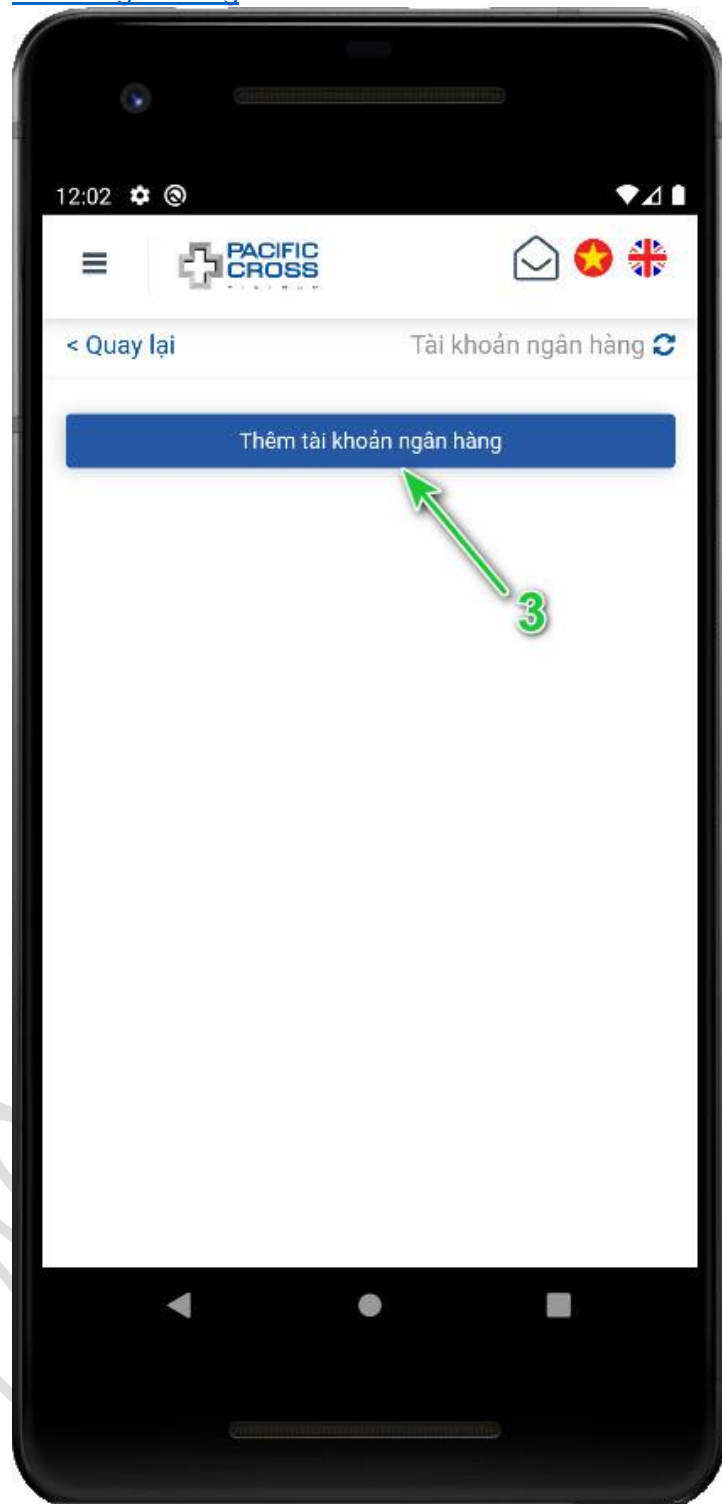 12:02
PACIFIC
CROSS
< Quay lại
Tài khoản ngân hàng
Thêm tài khoản ngân hàng
3